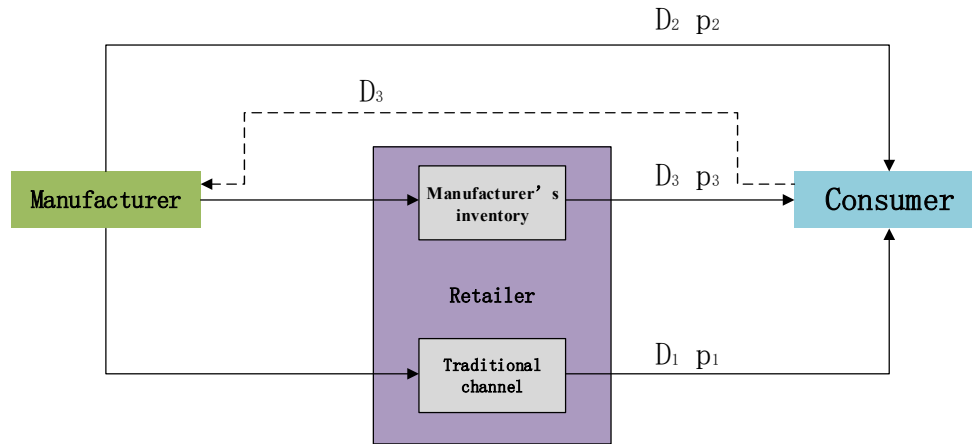 D₂ p₂
D₃
Manufacturer
Manufacturer's
inventory
D₃ p₃
Consumer
Retailer
Traditional
channel
D₁ p₁